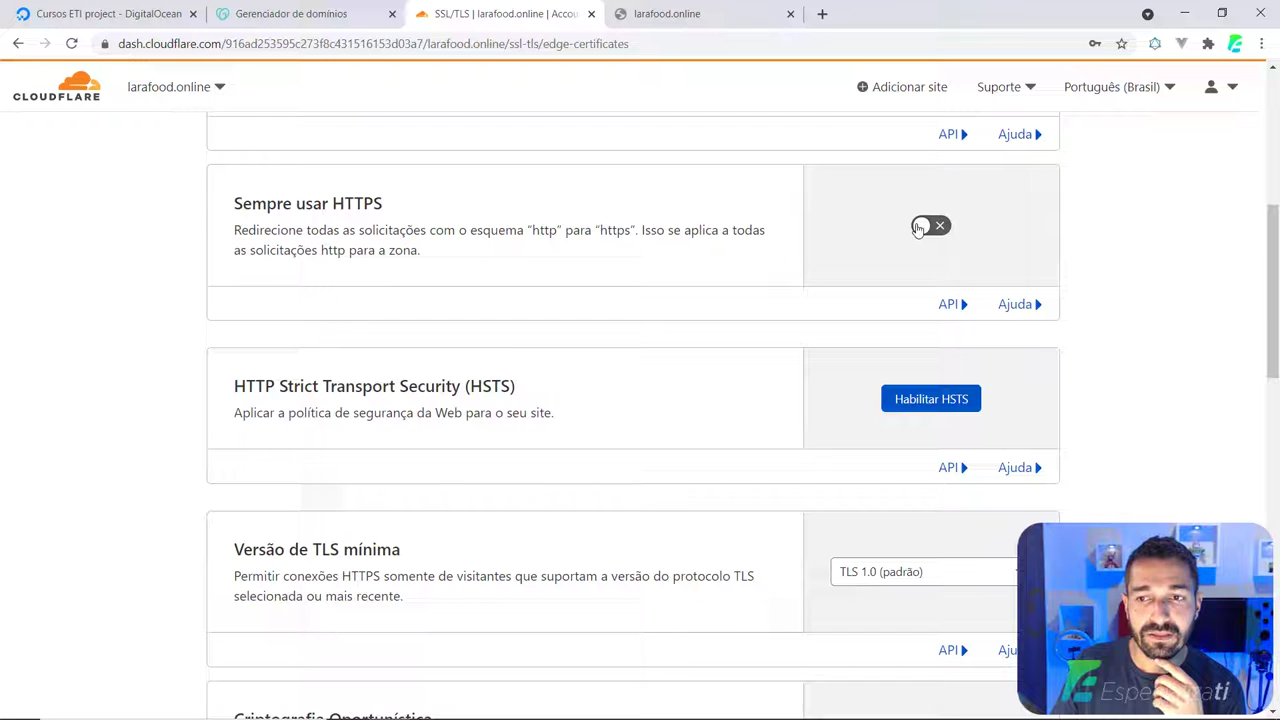 Cursos ETI project - DigitalOcean
Gerenciador de domínios
SSL/TLS | larafood.online | Accou
larafood.online
dash.cloudflare.com/916ad253595c273f8c431516153d03a7/larafood.online/ssl-tls/edge-certificates
CLOUDFLARE
larafood.online
Adicionar site
Suporte
Português (Brasil)
API
Ajuda
Sempre usar HTTPS
Redirecione todas as solicitações com o esquema “http” para “https”. Isso se aplica a todas
as solicitações http para a zona.
API
Ajuda
HTTP Strict Transport Security (HSTS)
Aplicar a política de segurança da Web para o seu site.
Habilitar HSTS
API
Ajuda
Versão de TLS mínima
Permitir conexões HTTPS somente de visitantes que suportam a versão do protocolo TLS
selecionada ou mais recente.
TLS 1.0 (padrão)
API
Aju
Criptografia Oportunística